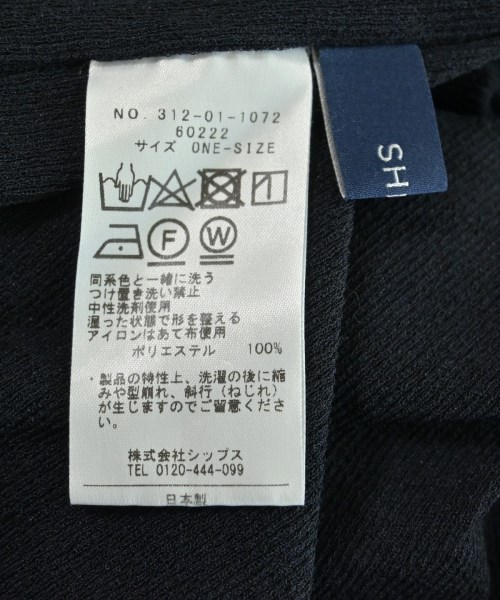 NO. 312-01-1072
60222
サイズ ONE-SIZE
F W
同系色と一緒に洗う
つけ置き洗い禁止
中性洗剤使用
湿った状態で形を整える
アイロンはあて布使用
ポリエステル 100%
・製品の特性上、洗濯の後に縮
みや型崩れ、斜行(ねじれ)
が生じますのでご留意くださ
い。
株式会社シップス
TEL 0120-444-099
日本製
SH